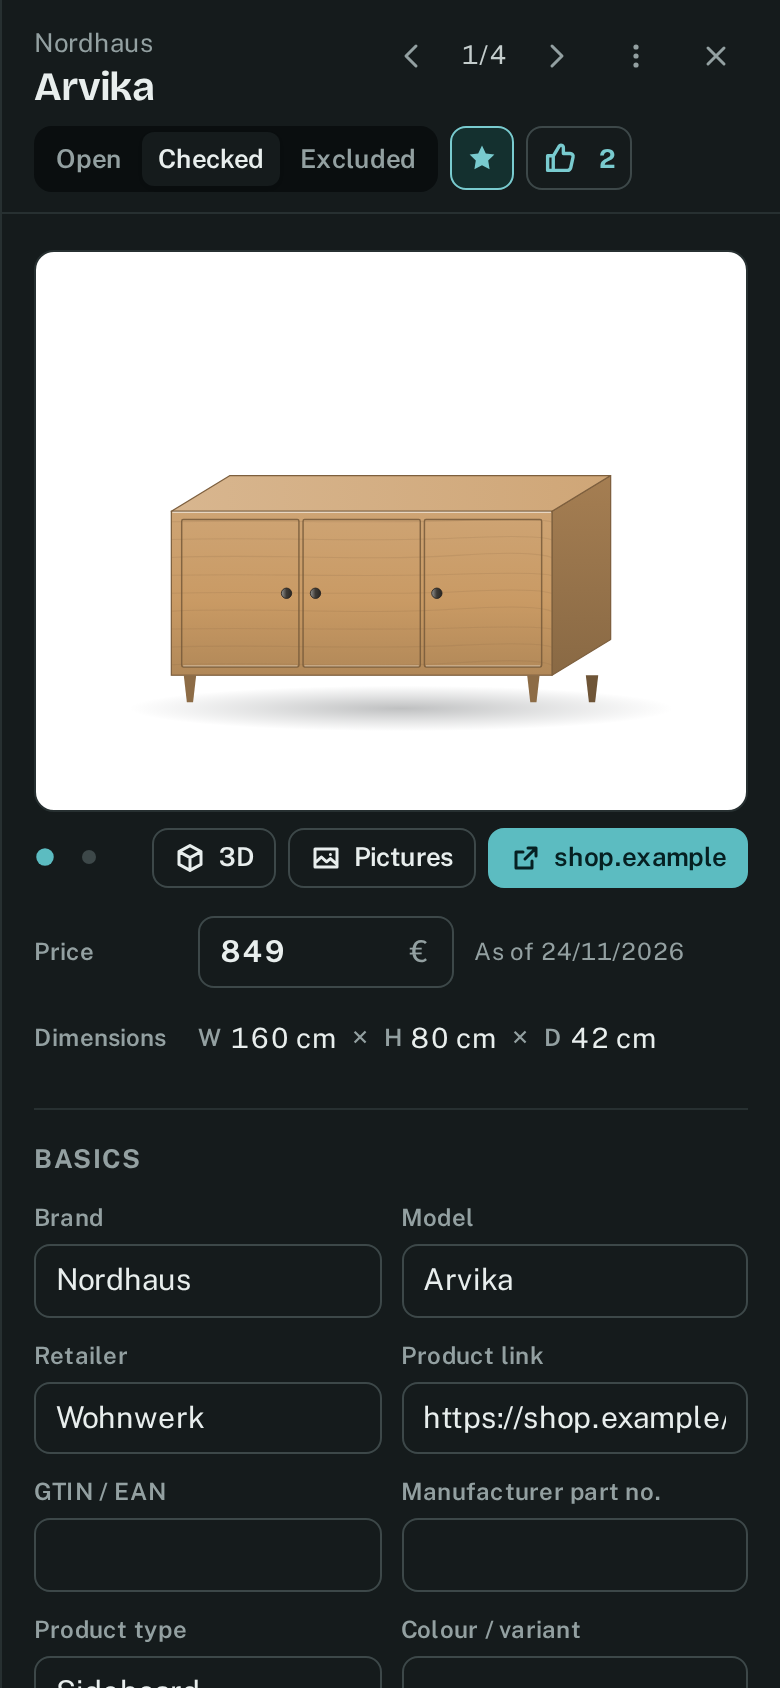 Nordhaus
Arvika
1/4
Open Checked Excluded 2
3D Pictures shop.example
Price 849 € As of 24/11/2026
Dimensions W 160 cm × H 80 cm × D 42 cm
BASICS
Brand Model
Nordhaus Arvika
Retailer Product link
Wohnwerk https://shop.example/
GTIN / EAN Manufacturer part no.
Product type Colour / variant
Sideboard